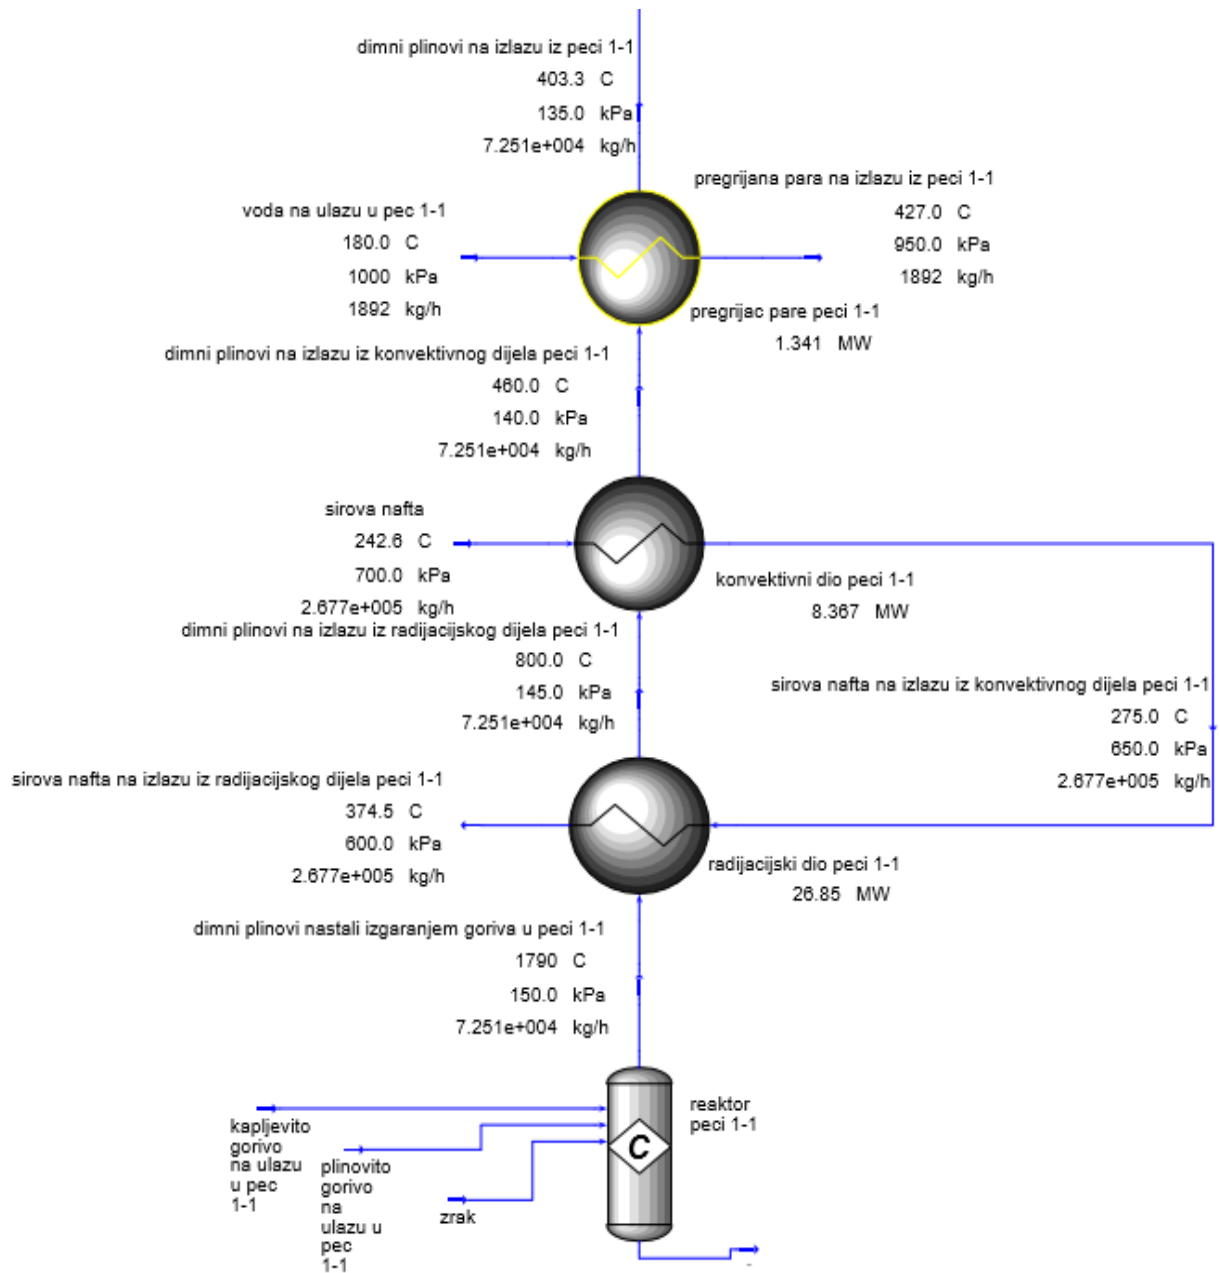 dimni plinovi na izlazu iz peci 1-1
403.3 C
135.0 kPa
7.251e+004 kg/h
pregrijana para na izlazu iz peci 1-1
427.0 C
950.0 kPa
1892 kg/h
voda na ulazu u pec 1-1
180.0 C
1000 kPa
1892 kg/h
pregrijac pare peci 1-1
1.341 MW
dimni plinovi na izlazu iz konvektivnog dijela peci 1-1
460.0 C
140.0 kPa
7.251e+004 kg/h
sirova nafta
242.6 C
700.0 kPa
2.677e+005 kg/h
konvektivni dio peci 1-1
8.367 MW
dimni plinovi na izlazu iz radijacijskog dijela peci 1-1
800.0 C
145.0 kPa
7.251e+004 kg/h
sirova nafta na izlazu iz konvektivnog dijela peci 1-1
275.0 C
650.0 kPa
2.677e+005 kg/h
sirova nafta na izlazu iz radijacijskog dijela peci 1-1
374.5 C
600.0 kPa
2.677e+005 kg/h
radijacijski dio peci 1-1
26.85 MW
dimni plinovi nastali izgaranjem goriva u peci 1-1
1790 C
150.0 kPa
7.251e+004 kg/h
reaktor
peci 1-1
C
kapljevito
gorivo
na ulazu
u pec
1-1
plinovito
gorivo
na
ulazu u
pec
1-1
zrak